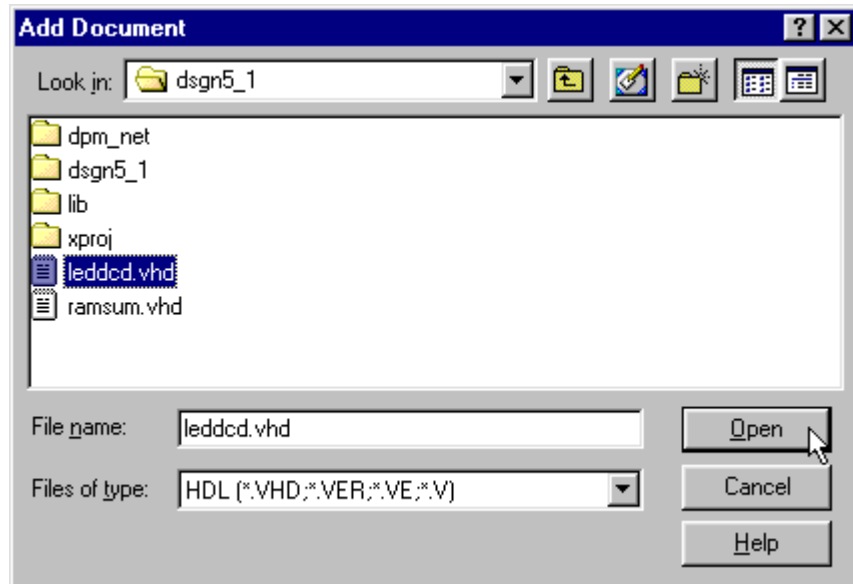 Add Document
Look in: dsgn5_1
dpm_net
dsgn5_1
lib
xproj
leddcd.vhd
ramsum.vhd
File name: leddcd.vhd Open
Files of type: HDL (*.VHD;*.VER;*.VE;*.V) Cancel
Help